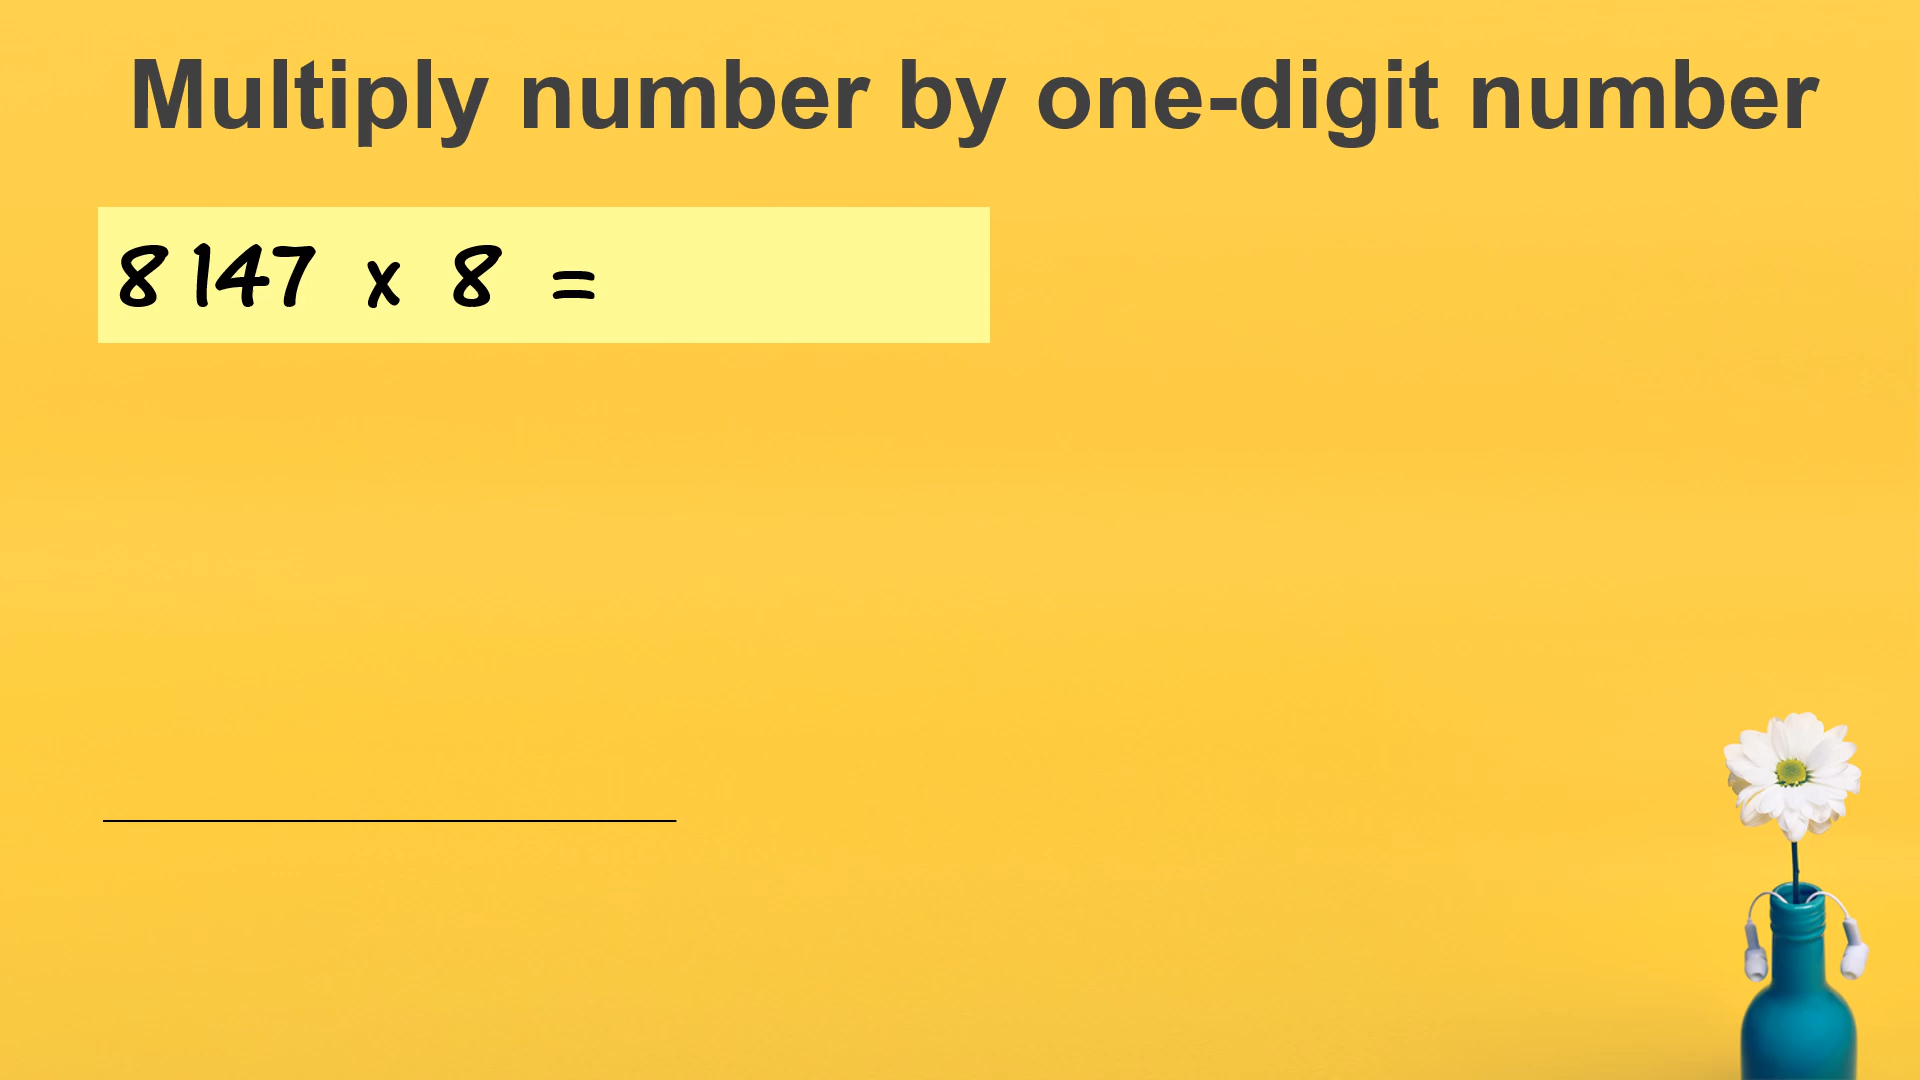 Multiply number by one-digit number
8 147 x 8 =